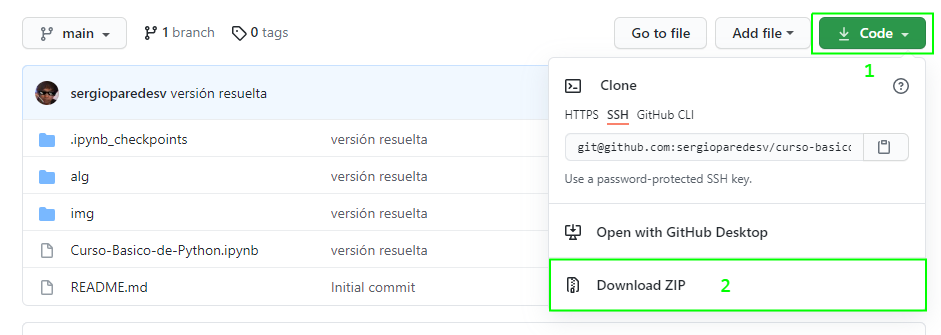 main 1 branch 0 tags Go to file Add file Code
1
sergioparedesv versión resuelta
Clone
HTTPS SSH GitHub CLI
.ipynb_checkpoints versión resuelta
git@github.com:sergioparedesv/curso-basico
alg versión resuelta
Use a password-protected SSH key.
img versión resuelta
Open with GitHub Desktop
Curso-Basico-de-Python.ipynb versión resuelta
README.md Initial commit
Download ZIP 2